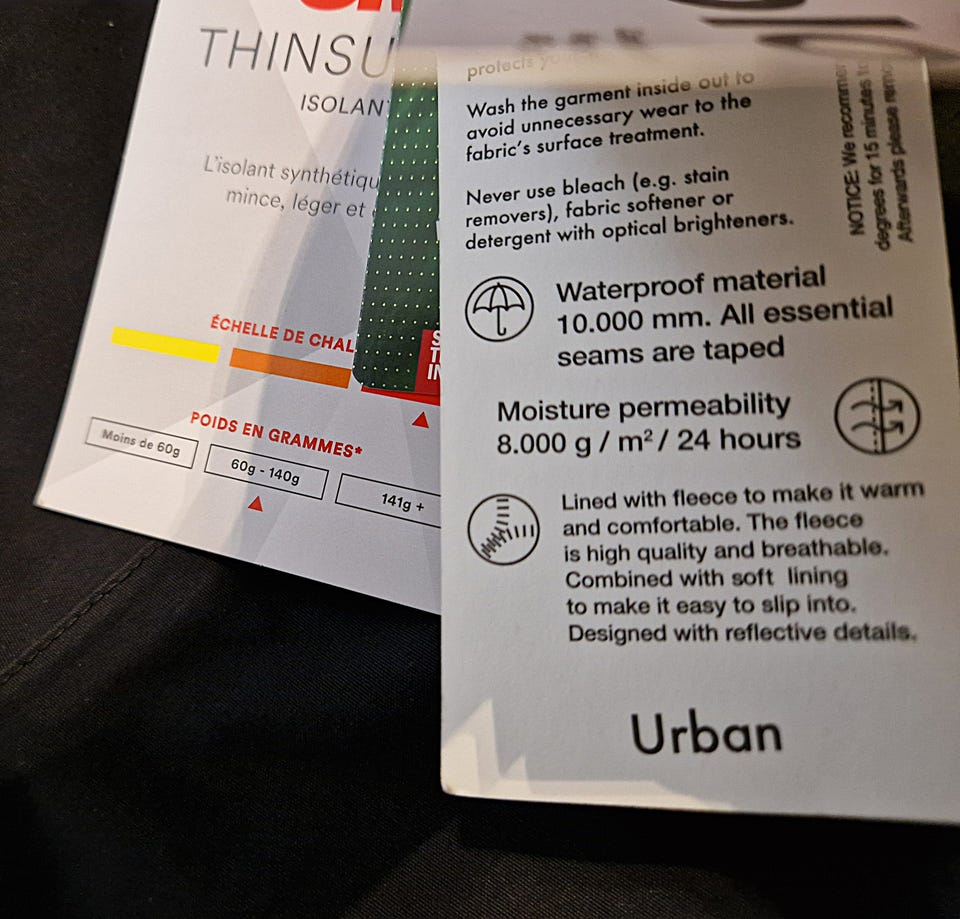 THINSU
ISOLANT
L'isolant synthétiqu
mince, léger et
ÉCHELLE DE CHAL
POIDS EN GRAMMES*
Moins de 60g
60g - 140g
141g +
protects
Wash the garment inside out to
avoid unnecessary wear to the
fabric's surface treatment.
Never use bleach (e.g. stain
removers), fabric softener or
detergent with optical brighteners.
NOTICE: We recomme
degrees for 15 minutes
Afterwards please remo
Waterproof material
10.000 mm. All essential
seams are taped
Moisture permeability
8.000 g / m² / 24 hours
Lined with fleece to make it warm
and comfortable. The fleece
is high quality and breathable.
Combined with soft lining
to make it easy to slip into.
Designed with reflective details.
Urban